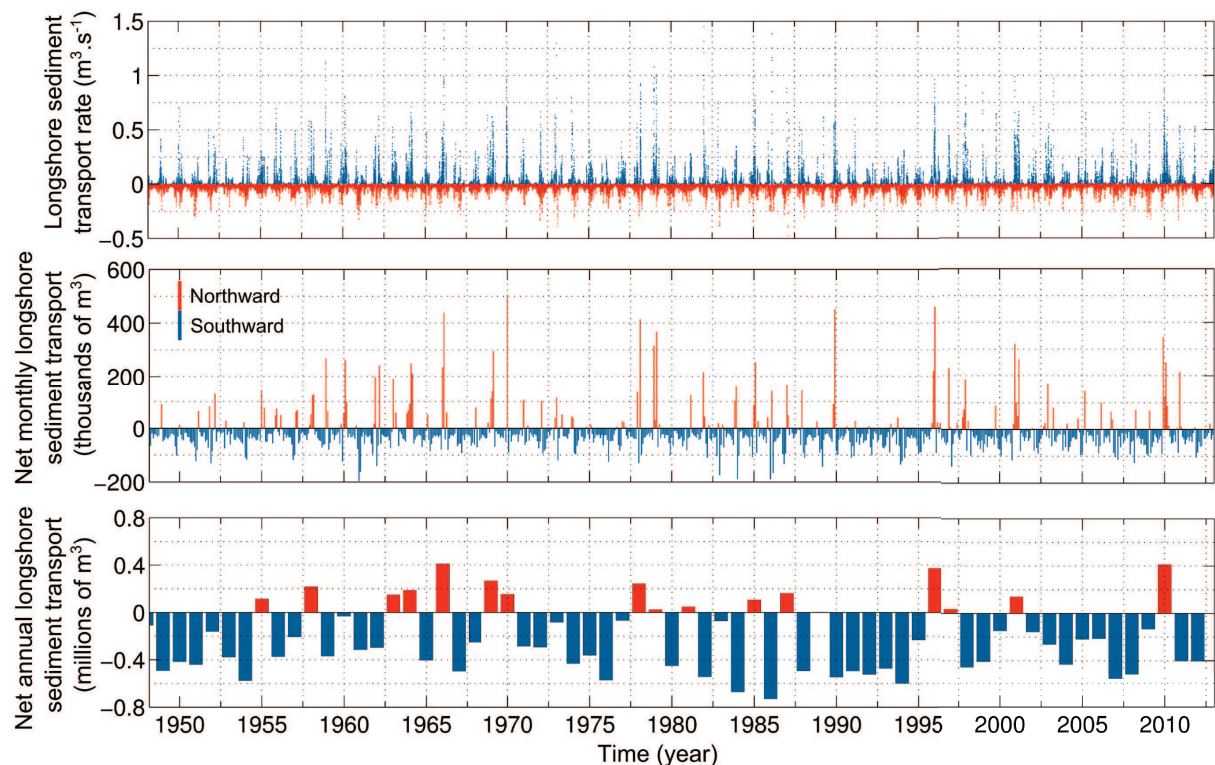 Longshore sediment
transport rate (m³.s⁻¹)
1.5
1
0.5
0
−0.5
Net monthly longshore
sediment transport
(thousands of m³)
600
400
200
0
−200
Northward
Southward
Net annual longshore
sediment transport
(millions of m³)
0.8
0.4
0
−0.4
−0.8
1950 1955 1960 1965 1970 1975 1980 1985 1990 1995 2000 2005 2010
Time (year)